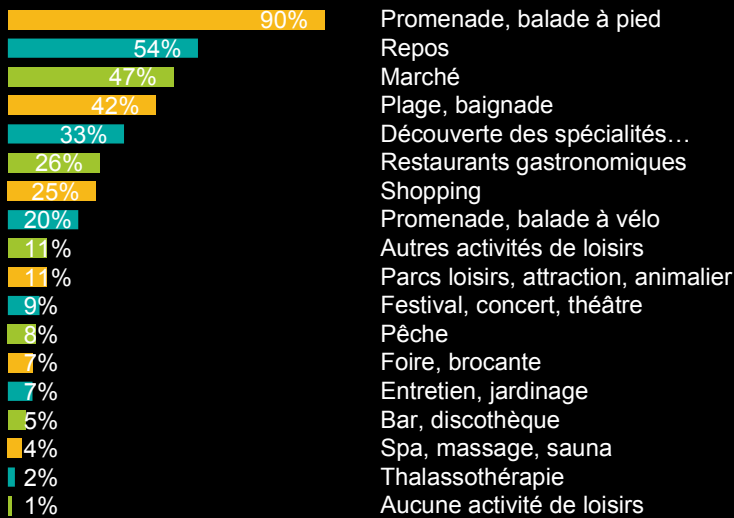 90% Promenade, balade à pied
54% Repos
47% Marché
42% Plage, baignade
33% Découverte des spécialités…
26% Restaurants gastronomiques
25% Shopping
20% Promenade, balade à vélo
11% Autres activités de loisirs
11% Parcs loisirs, attraction, animalier
9% Festival, concert, théâtre
8% Pêche
7% Foire, brocante
7% Entretien, jardinage
5% Bar, discothèque
4% Spa, massage, sauna
2% Thalassothérapie
1% Aucune activité de loisirs